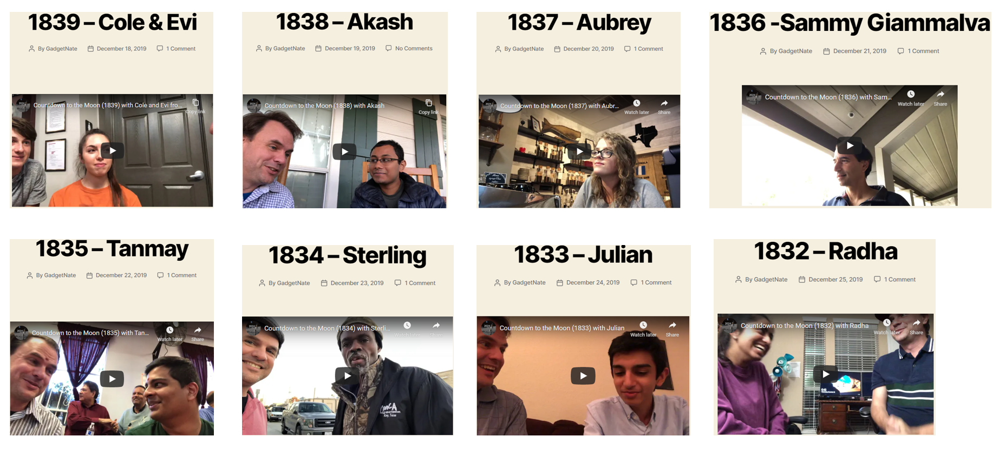 1839 – Cole & Evi
By GadgetNate December 18, 2019 1 Comment
Countdown to the Moon (1839) with Cole and Evi fro...
Copy link
1838 – Akash
By GadgetNate December 19, 2019 No Comments
Countdown to the Moon (1838) with Akash
Copy link
1837 – Aubrey
By GadgetNate December 20, 2019 1 Comment
Countdown to the Moon (1837) with Aubr...
Watch later Share
1836 -Sammy Giammalva
By GadgetNate December 21, 2019 1 Comment
Countdown to the Moon (1836) with Sam...
Watch later Share
1835 – Tanmay
By GadgetNate December 22, 2019 1 Comment
Countdown to the Moon (1835) with Tan...
Watch later Share
1834 – Sterling
By GadgetNate December 23, 2019 1 Comment
Countdown to the Moon (1834) with Sterli...
Watch later Share
Katy, Texas
1833 – Julian
By GadgetNate December 24, 2019 1 Comment
Countdown to the Moon (1833) with Julian
Watch later Share
1832 – Radha
By GadgetNate December 25, 2019 1 Comment
Countdown to the Moon (1832) with Radha
Watch later Share